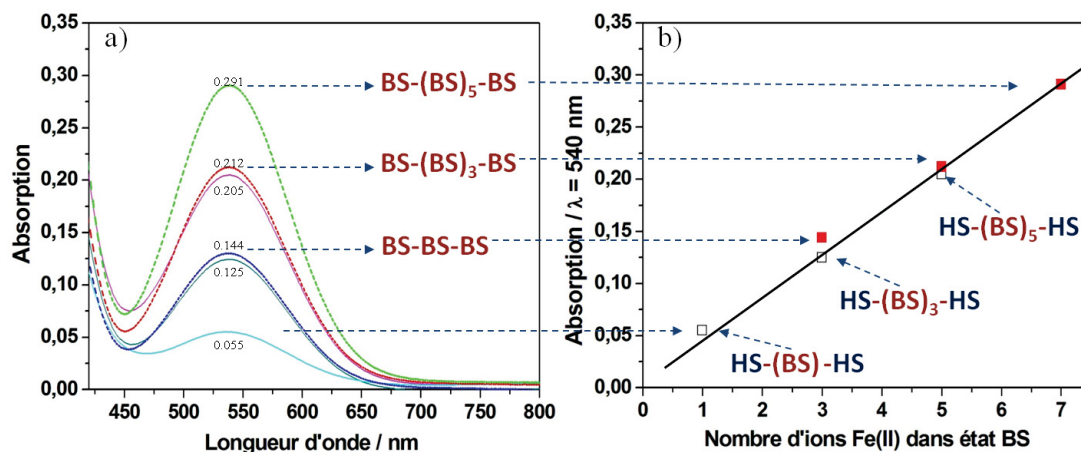 a)
0,35
0,30
0,25
0,20
0,15
0,10
0,05
0,00
Absorption
450 500 550 600 650 700 750 800
Longueur d'onde / nm
0.291
0.212
0.205
0.144
0.125
0.055
BS-(BS)5-BS
BS-(BS)3-BS
BS-BS-BS
b)
0,35
0,30
0,25
0,20
0,15
0,10
0,05
0,00
Absorption / λ = 540 nm
0 1 2 3 4 5 6 7
Nombre d'ions Fe(II) dans état BS
HS-(BS)5-HS
HS-(BS)3-HS
HS-(BS) -HS